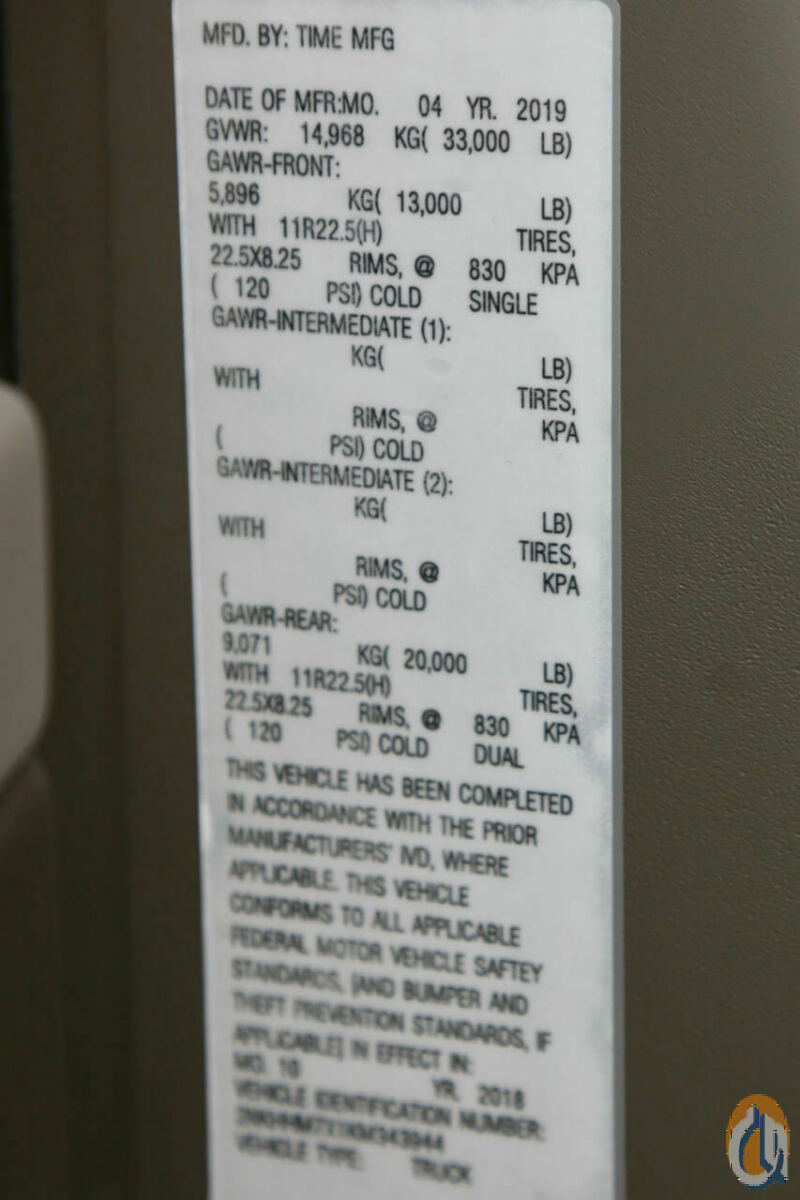 MFD. BY: TIME MFG
DATE OF MFR:MO. 04 YR. 2019
GVWR: 14,968 KG( 33,000 LB)
GAWR-FRONT:
5,896 KG( 13,000 LB)
WITH 11R22.5(H) TIRES,
22.5X8.25 RIMS, @ 830 KPA
( 120 PSI) COLD SINGLE
GAWR-INTERMEDIATE (1):
KG( LB)
WITH TIRES,
RIMS, @ KPA
( PSI) COLD
GAWR-INTERMEDIATE (2):
KG( LB)
WITH TIRES,
RIMS, @ KPA
( PSI) COLD
GAWR-REAR:
9,071 KG( 20,000 LB)
WITH 11R22.5(H) TIRES,
22.5X8.25 RIMS, @ 830 KPA
( 120 PSI) COLD DUAL
THIS VEHICLE HAS BEEN COMPLETED
IN ACCORDANCE WITH THE PRIOR
MANUFACTURERS' IVD, WHERE
APPLICABLE. THIS VEHICLE
CONFORMS TO ALL APPLICABLE
FEDERAL MOTOR VEHICLE SAFTEY
STANDARDS, [AND BUMPER AND
THEFT PREVENTION STANDARDS, IF
APPLICABLE] IN EFFECT IN:
MO. 10 YR. 2018
VEHICLE IDENTIFICATION NUMBER:
VEHICLE TYPE: TRUCK